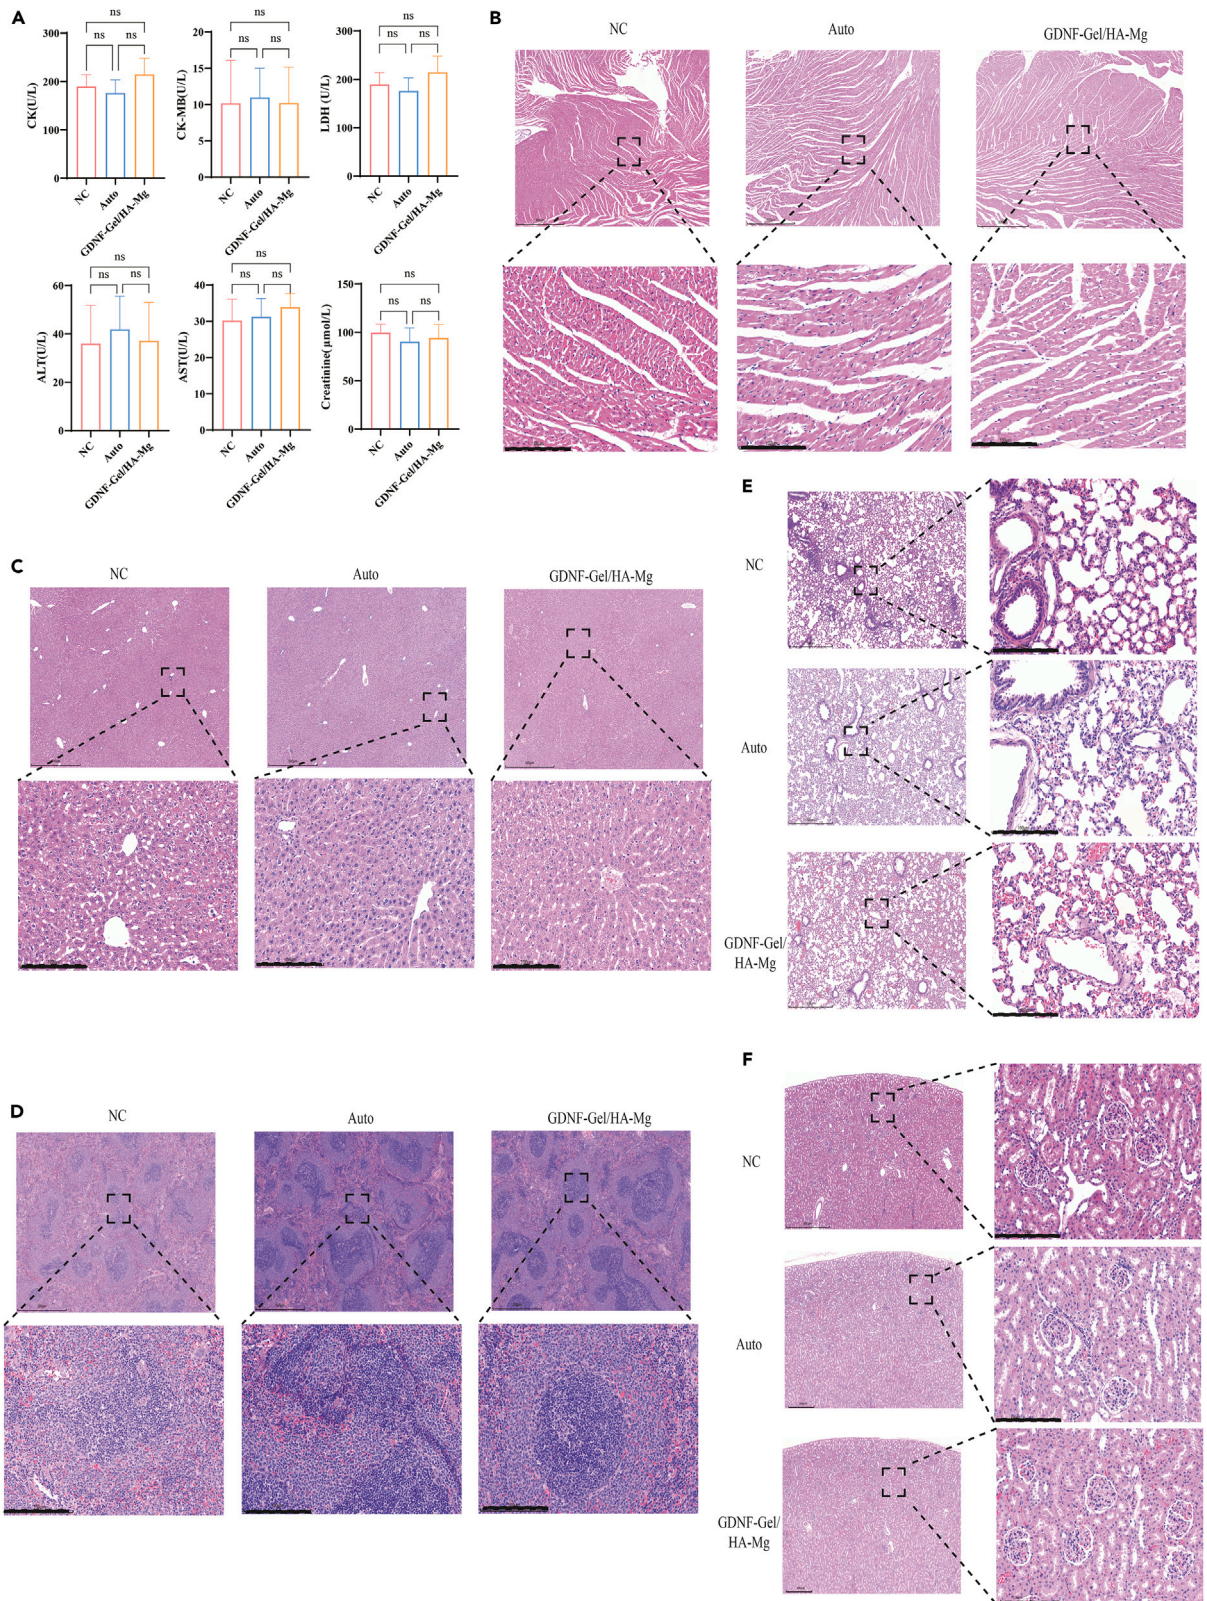 A
ns
ns
ns
CK(U/L)
300
200
100
0
NC
Auto
GDNF-Gel/HA-Mg
ns
ns
ns
CK-MB(U/L)
20
15
10
5
0
NC
Auto
GDNF-Gel/HA-Mg
ns
ns
ns
LDH (U/L)
300
200
100
0
NC
Auto
GDNF-Gel/HA-Mg
ns
ns
ns
ALT(U/L)
60
40
20
0
NC
Auto
GDNF-Gel/HA-Mg
ns
ns
ns
AST(U/L)
40
30
20
10
0
NC
Auto
GDNF-Gel/HA-Mg
ns
ns
ns
Creatinine(μmol/L)
150
100
50
0
NC
Auto
GDNF-Gel/HA-Mg
B
NC
Auto
GDNF-Gel/HA-Mg
C
NC
Auto
GDNF-Gel/HA-Mg
D
NC
Auto
GDNF-Gel/HA-Mg
E
NC
Auto
GDNF-Gel/
HA-Mg
F
NC
Auto
GDNF-Gel/
HA-Mg